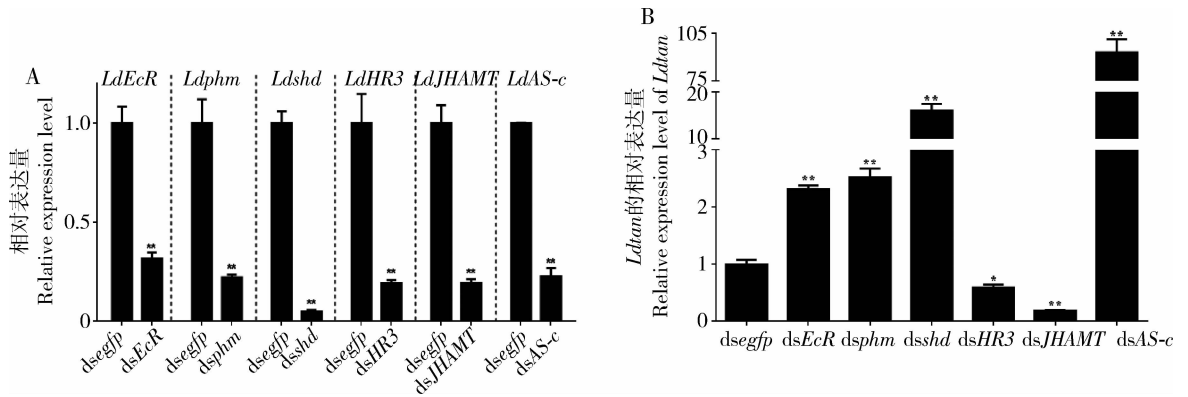 A
LdEcR Ldphm Ldshd LdHR3 LdJHAMT LdAS-c
相对表达量
Relative expression level
1.0
0.5
0
** ** ** ** ** **
dsegfp dsEcR dsegfp dsphm dsegfp dsshd dsegfp dsHR3 dsegfp dsJHAMT dsegfp dsAS-c
B
Ldtan的相对表达量
Relative expression level of Ldtan
105
75
20
10
3
2
1
0
** ** ** * ** **
dsegfp dsEcR dsphm dsshd dsHR3 dsJHAMT dsAS-c